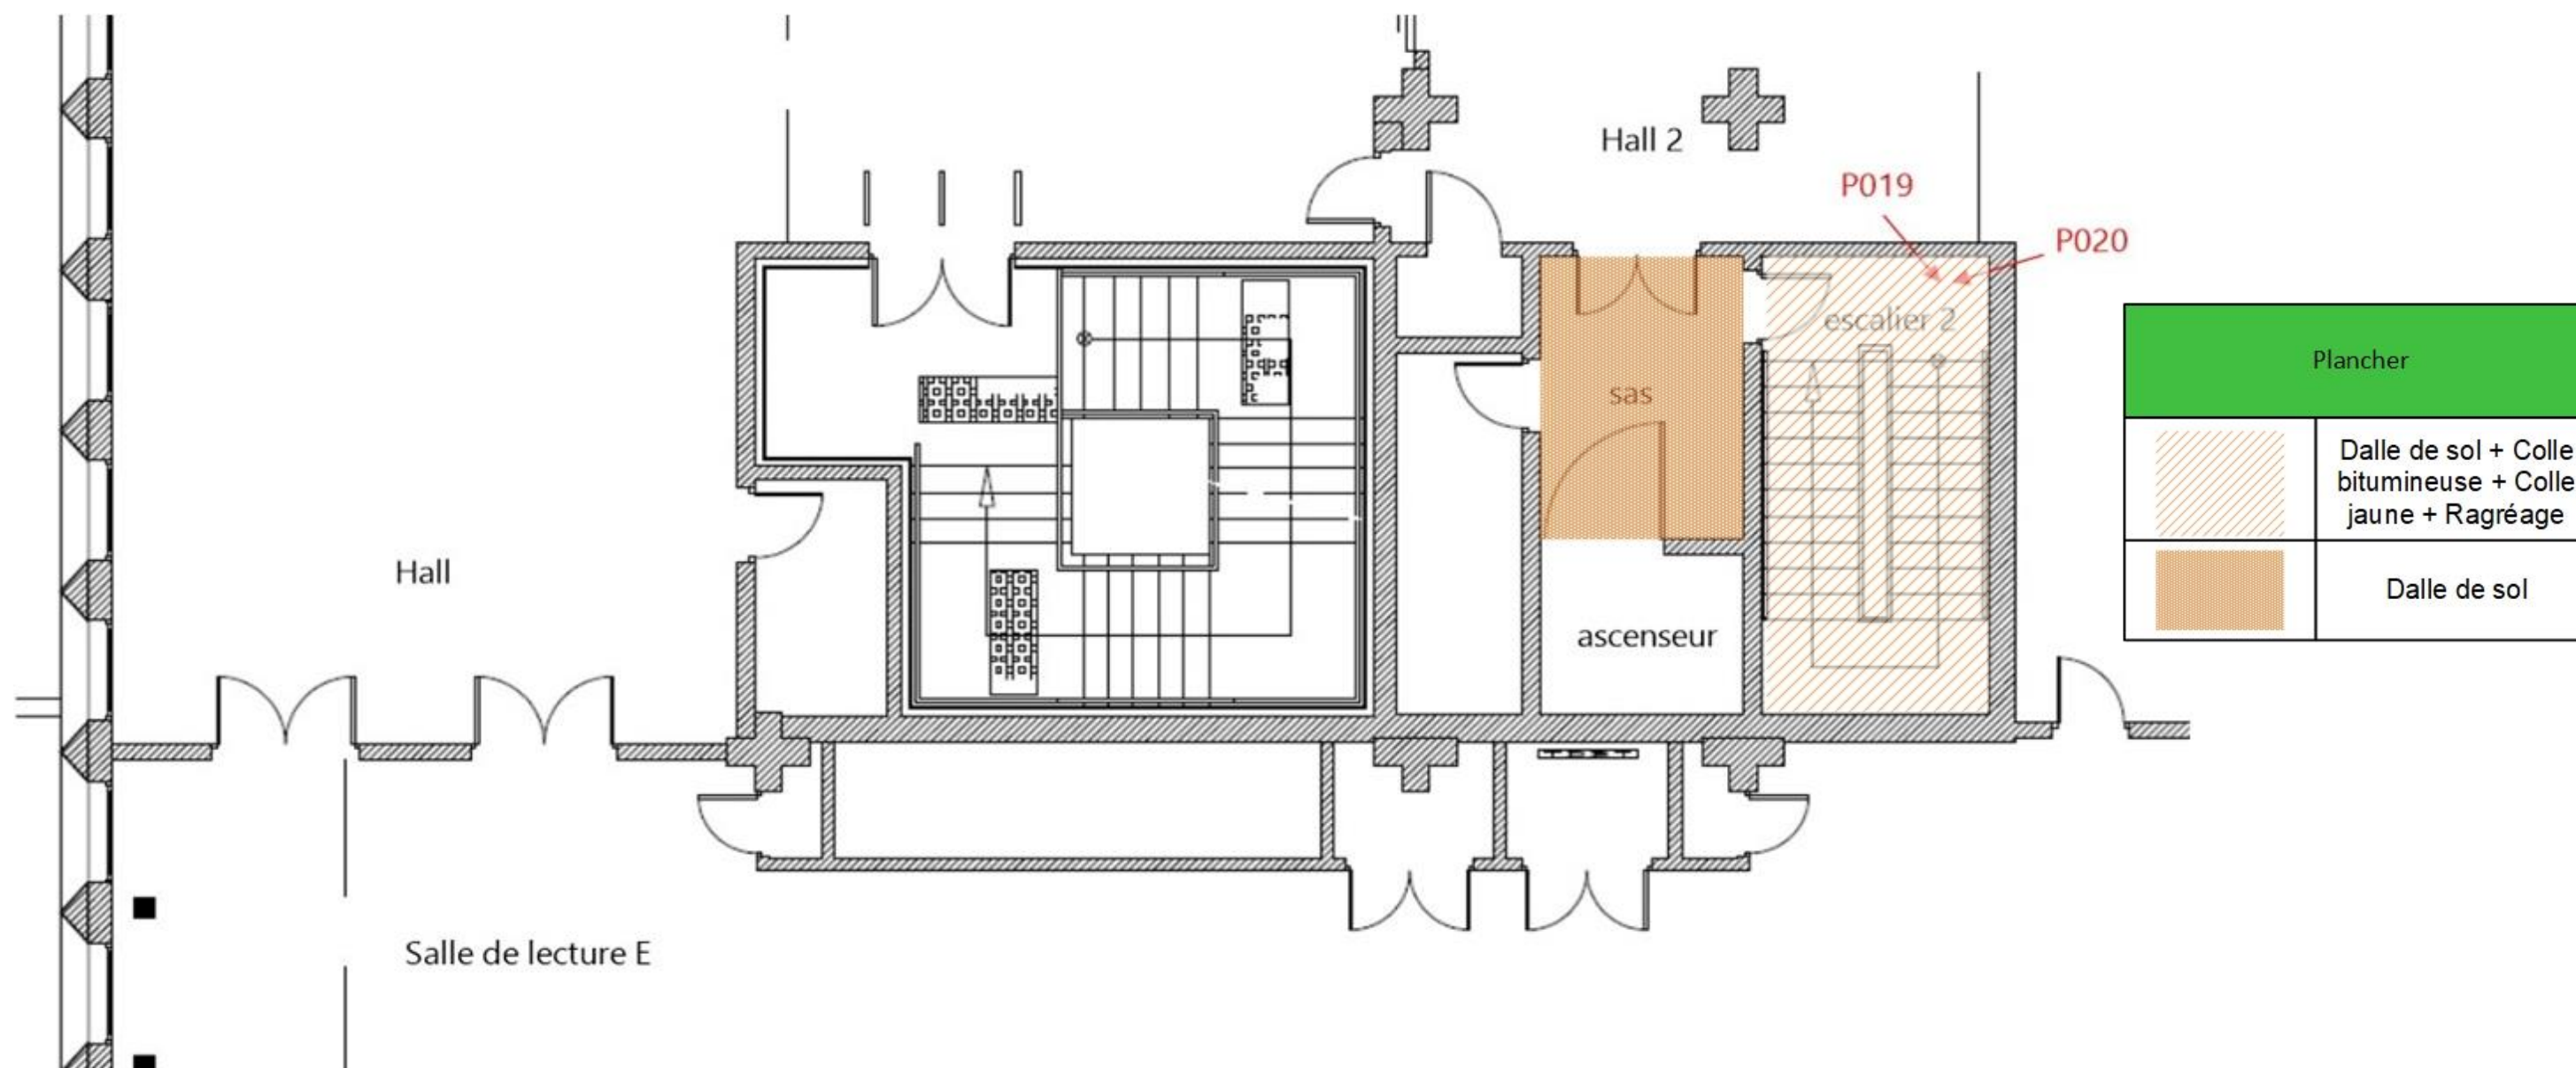 Hall 2
P019
P020
escalier 2
Plancher
sas
Dalle de sol + Colle
bitumineuse + Colle
jaune + Ragréage
Hall
Dalle de sol
ascenseur
Salle de lecture E